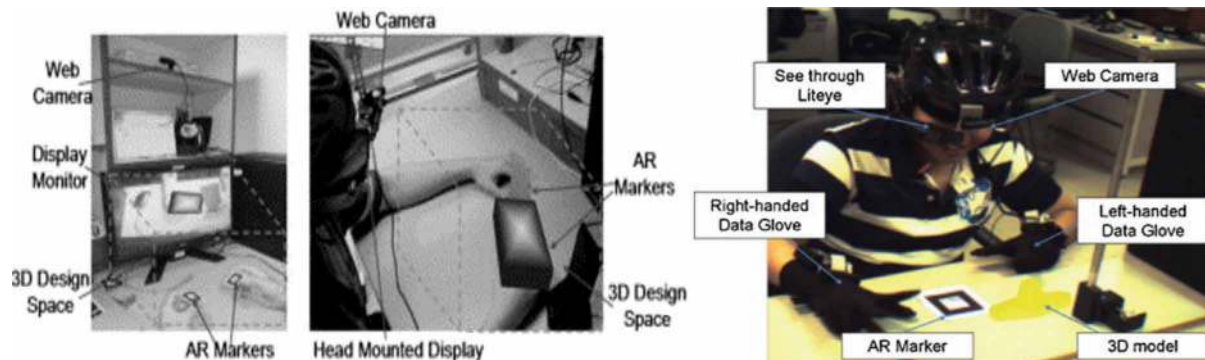 Web
Camera
Display
Monitor
3D Design
Space
AR Markers
Web Camera
AR
Markers
3D Design
Space
Head Mounted Display
See through
Liteye
Web Camera
Right-handed
Data Glove
Left-handed
Data Glove
AR Marker
3D model